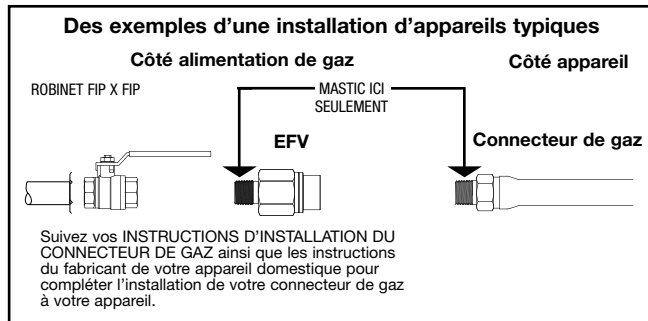 Des exemples d’une installation d’appareils typiques
Côté alimentation de gaz
Côté appareil
ROBINET FIP X FIP
MASTIC ICI
SEULEMENT
EFV
Connecteur de gaz
Suivez vos INSTRUCTIONS D’INSTALLATION DU
CONNECTEUR DE GAZ ainsi que les instructions
du fabricant de votre appareil domestique pour
compléter l’installation de votre connecteur de gaz
à votre appareil.